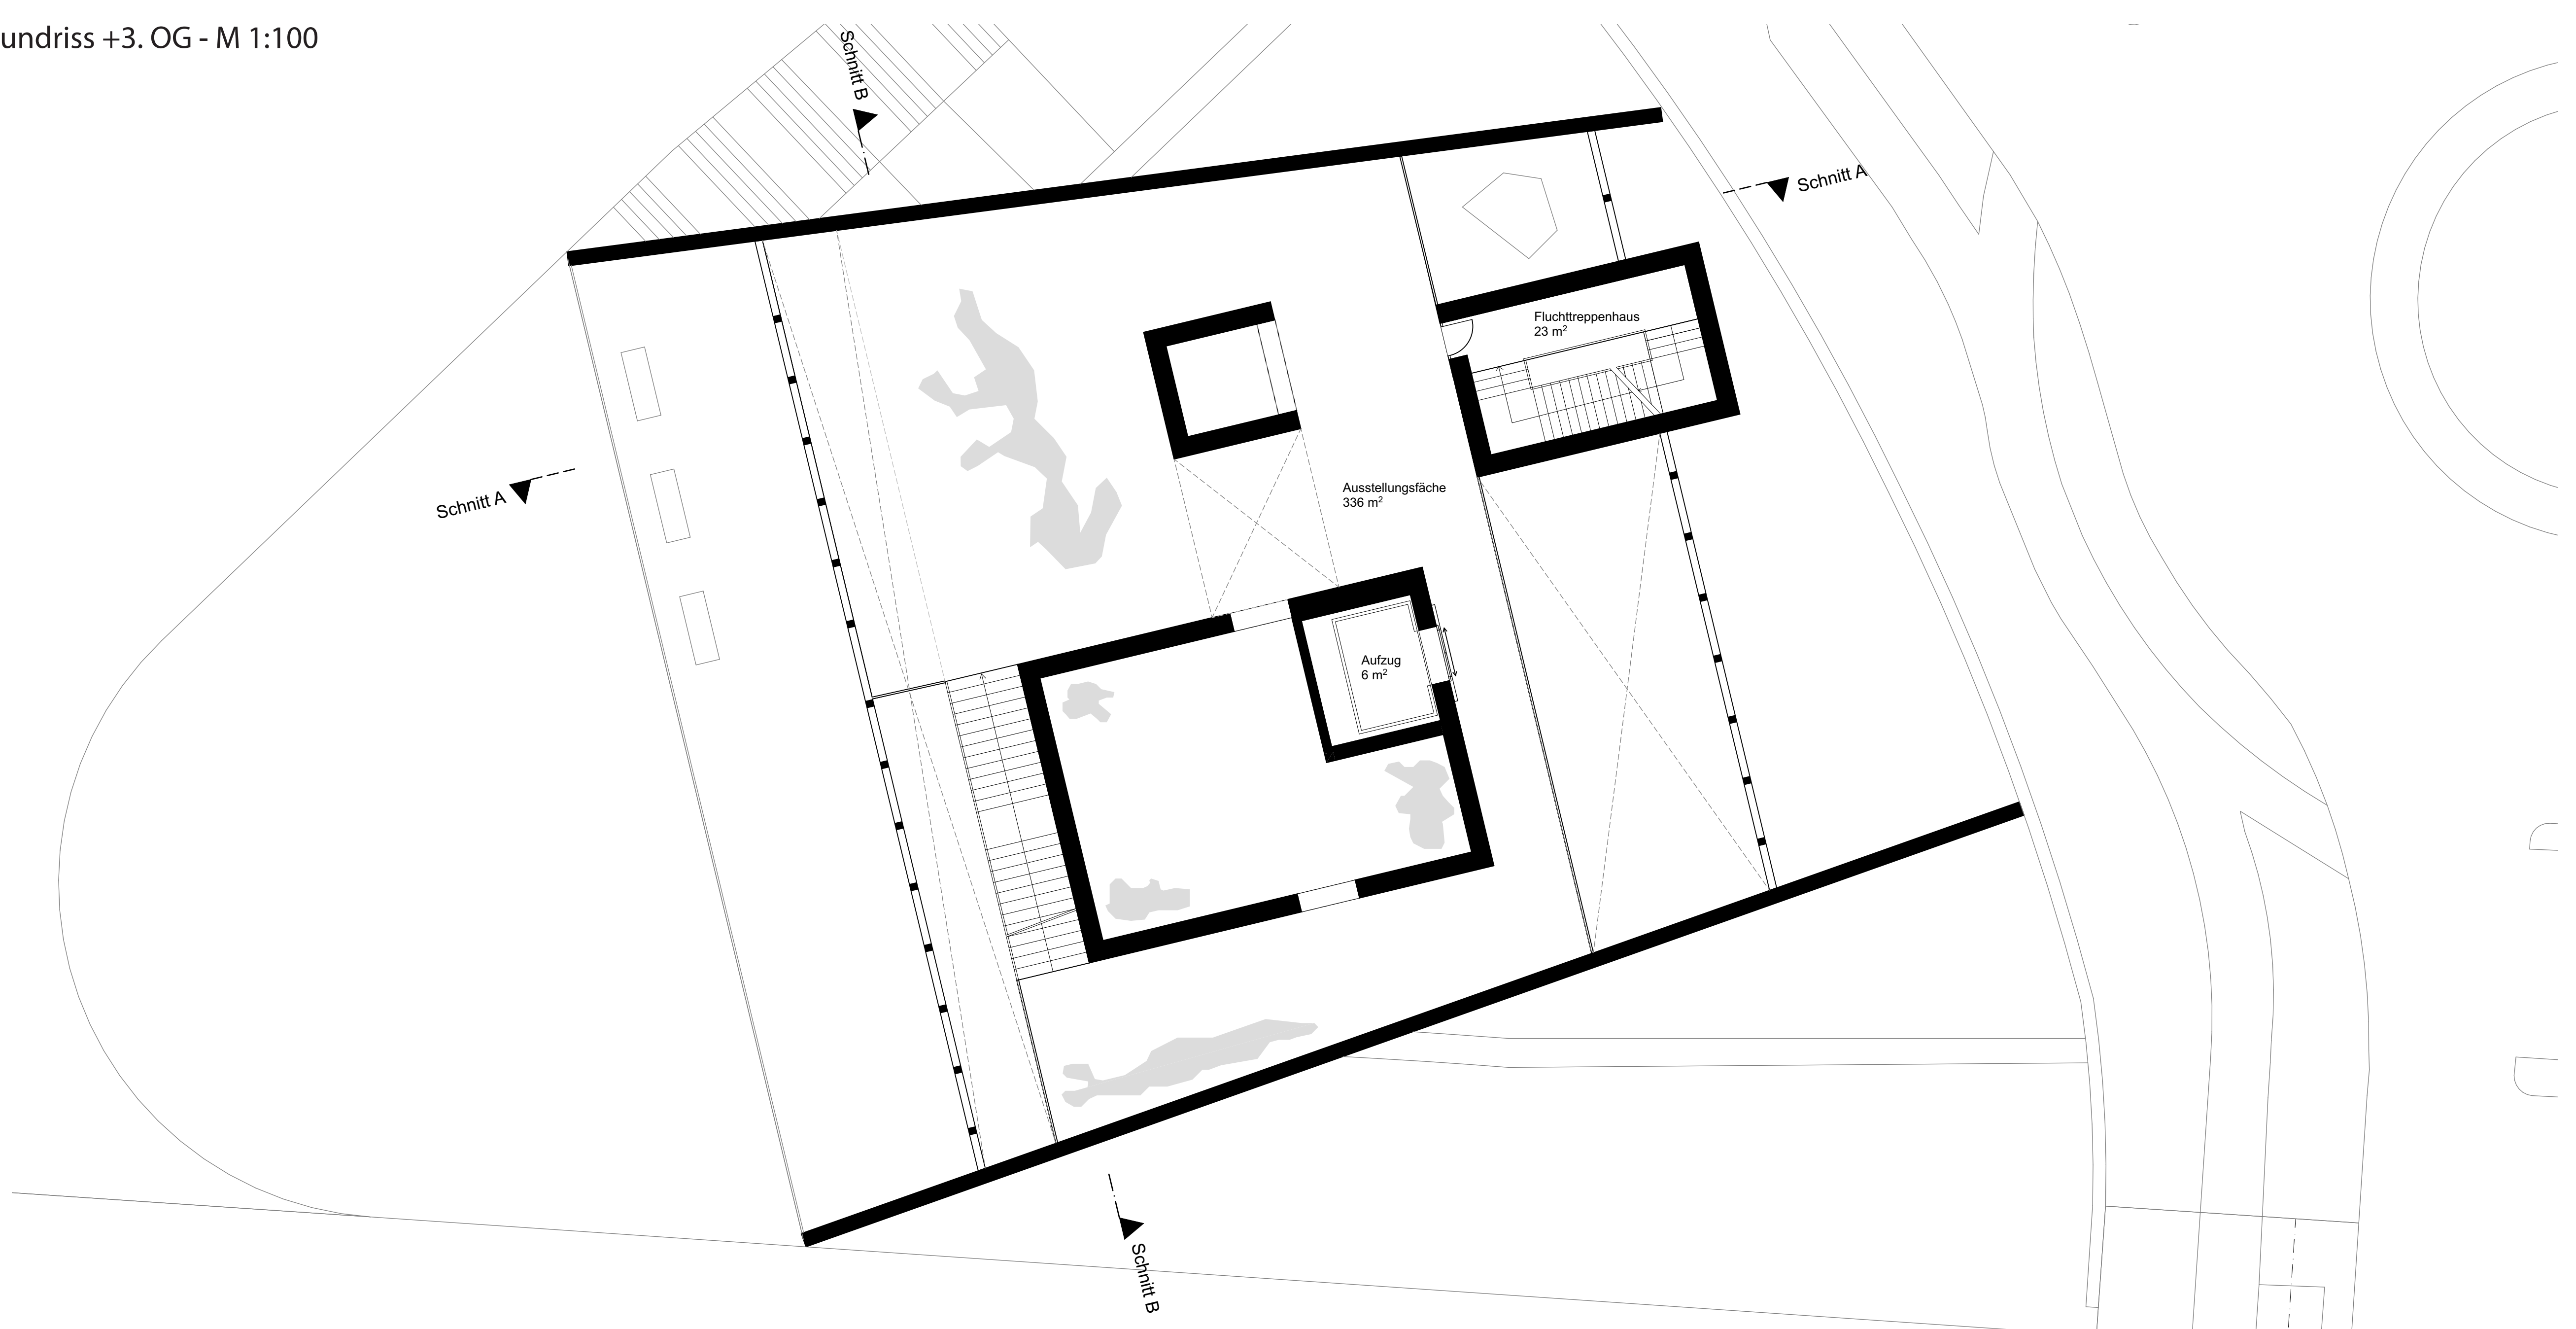 undriss +3. OG - M 1:100
Schnitt B
Schnitt A
Fluchttreppenhaus
23 m²
Schnitt A
Ausstellungsfäche
336 m²
Aufzug
6 m²
Schnitt B